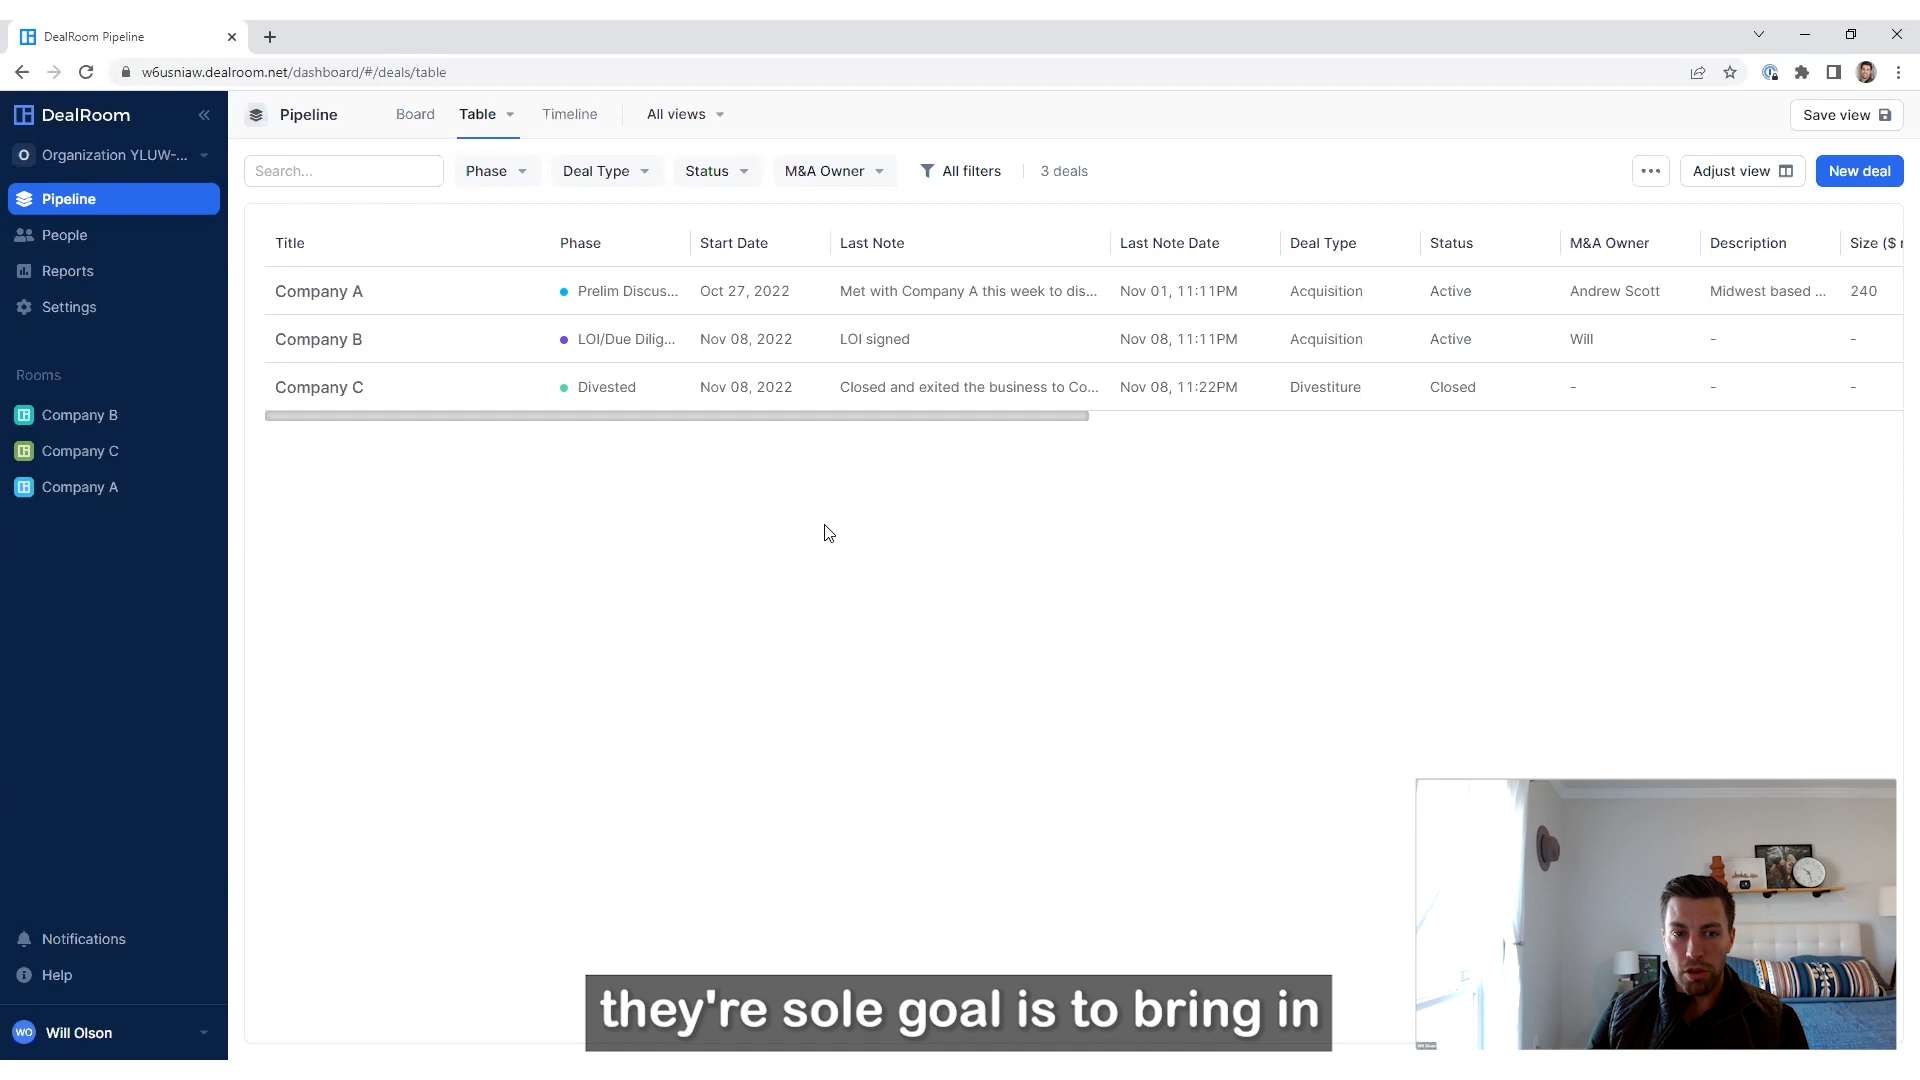 DealRoom Pipeline
w6usniaw.dealroom.net/dashboard/#/deals/table
DealRoom
Pipeline
Board
Table
Timeline
All views
Save view
O
Organization YLUW-...
Search...
Phase
Deal Type
Status
M&A Owner
All filters
3 deals
Adjust view
New deal
Pipeline
People
Reports
Settings
Title Phase Start Date Last Note Last Note Date Deal Type Status M&A Owner Description Size ($
Company A Prelim Discus... Oct 27, 2022 Met with Company A this week to dis... Nov 01, 11:11PM Acquisition Active Andrew Scott Midwest based ... 240
Company B LOI/Due Dilig... Nov 08, 2022 LOI signed Nov 08, 11:11PM Acquisition Active Will - -
Company C Divested Nov 08, 2022 Closed and exited the business to Co... Nov 08, 11:22PM Divestiture Closed - - -
Rooms
Company B
Company C
Company A
Notifications
Help
WO
Will Olson
they're sole goal is to bring in